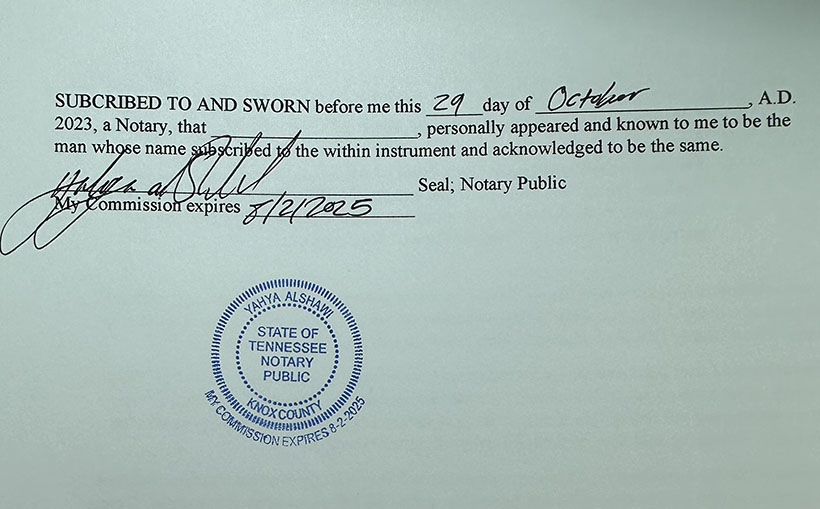 SUBCRIBED TO AND SWORN before me this 29 day of October, A.D.
2023, a Notary, that ____________________, personally appeared and known to me to be the
man whose name subscribed to the within instrument and acknowledged to be the same.
Seal; Notary Public
My Commission expires 8/2/2025
YAHYA ALSHAWI
STATE OF
TENNESSEE
NOTARY
PUBLIC
KNOX COUNTY
MY COMMISSION EXPIRES 8-2-2025